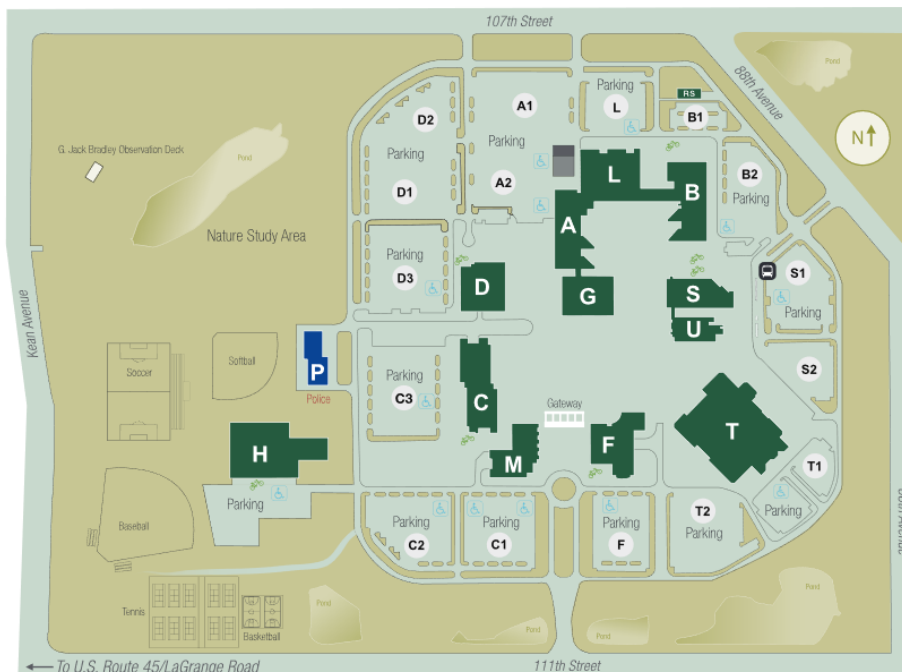 107th Street
88th Avenue
Pond
Parking
L
RS
B1
N
D2
A1
Parking
Parking
G. Jack Bradley Observation Deck
Pond
D1
A2
L
B
B2
Parking
Nature Study Area
A
D3
Parking
D
G
S
S1
Parking
U
Kean Avenue
Soccer
Softball
P
Police
Parking
C3
C
S2
Gateway
T
H
M
F
T1
Parking
Parking
Baseball
Parking
C2
Parking
C1
Parking
F
T2
Parking
Tennis
Basketball
Pond
Pond
Pond
Pond
To U.S. Route 45/LaGrange Road
111th Street